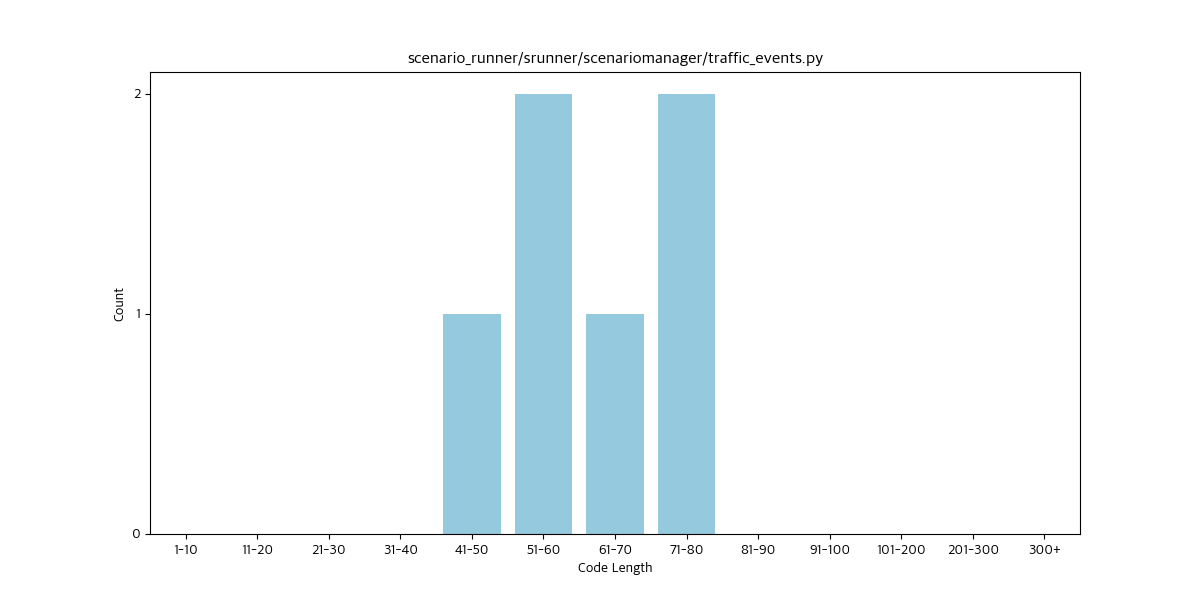 scenario_runner/srunner/scenariomanager/traffic_events.py
2
1
0
Count
1-10 11-20 21-30 31-40 41-50 51-60 61-70 71-80 81-90 91-100 101-200 201-300 300+
Code Length